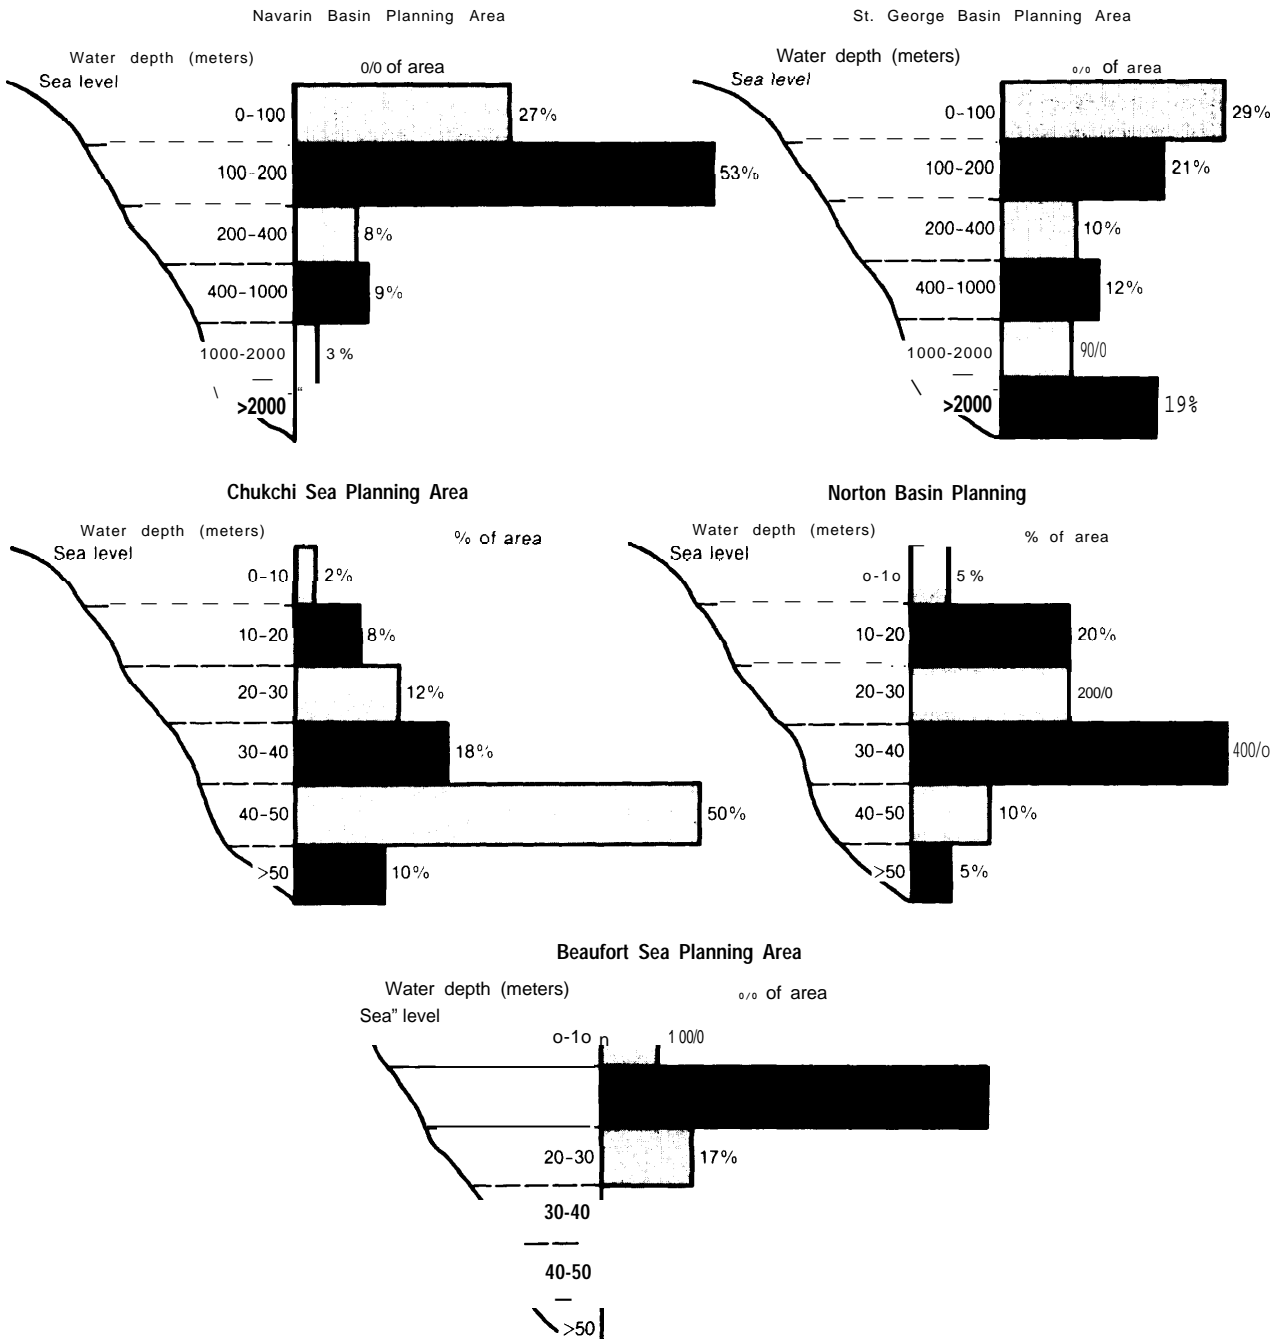 Navarin Basin Planning Area
Water depth (meters)
Sea level
0/0 of area
0-100
27%
100-200
53%
200-400
8%
400-1000
9%
1000-2000
3%
>2000
St. George Basin Planning Area
Water depth (meters)
Sea level
0/0 of area
0-100
29%
100-200
21%
200-400
10%
400-1000
12%
1000-2000
90/0
>2000
19%
Chukchi Sea Planning Area
Water depth (meters)
Sea level
% of area
0-10
2%
10-20
8%
20-30
12%
30-40
18%
40-50
50%
>50
10%
Norton Basin Planning
Water depth (meters)
Sea level
% of area
o-1o
5%
10-20
20%
20-30
200/0
30-40
400/o
40-50
10%
>50
5%
Beaufort Sea Planning Area
Water depth (meters)
Sea" level
0/0 of area
o-1o n
100/0
20-30
17%
30-40
40-50
>50